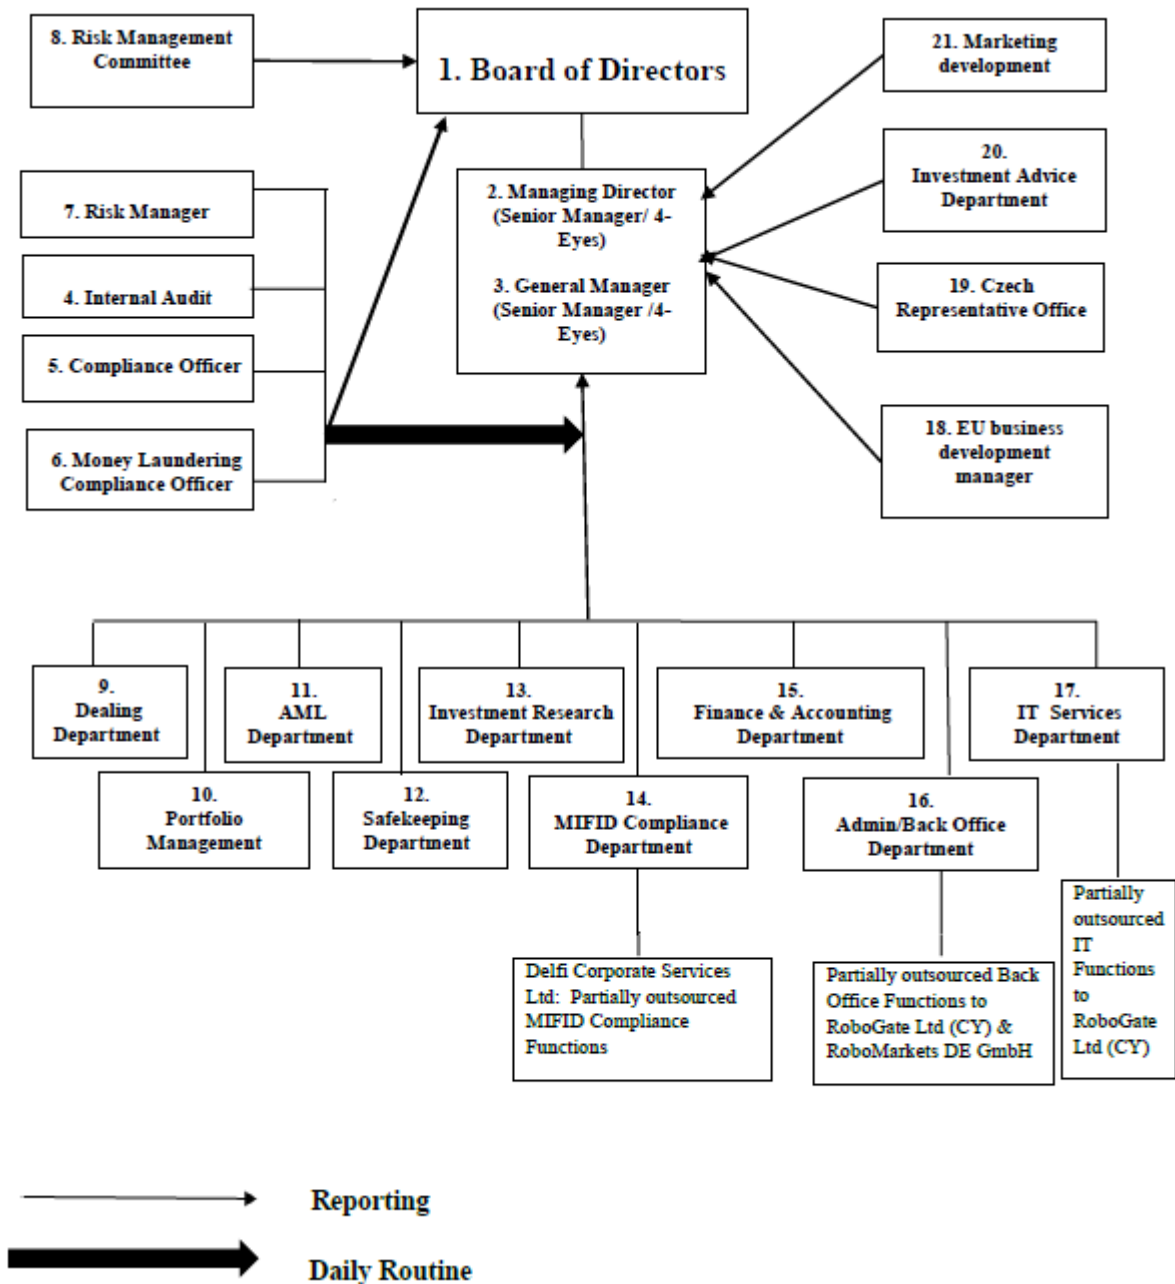 8. Risk Management
Committee
1. Board of Directors
21. Marketing
development
20.
Investment Advice
Department
2. Managing Director
(Senior Manager/ 4-
Eyes)
3. General Manager
(Senior Manager /4-
Eyes)
7. Risk Manager
4. Internal Audit
19. Czech
Representative Office
5. Compliance Officer
18. EU business
development
manager
6. Money Laundering
Compliance Officer
9.
Dealing
Department
11.
AML
Department
13.
Investment Research
Department
15.
Finance & Accounting
Department
17.
IT Services
Department
10.
Portfolio
Management
12.
Safekeeping
Department
14.
MIFID Compliance
Department
16.
Admin/Back Office
Department
Delfi Corporate Services
Ltd: Partially outsourced
MIFID Compliance
Functions
Partially outsourced Back
Office Functions to
RoboGate Ltd (CY) &
RoboMarkets DE GmbH
Partially
outsourced
IT
Functions
to
RoboGate
Ltd (CY)
Reporting
Daily Routine